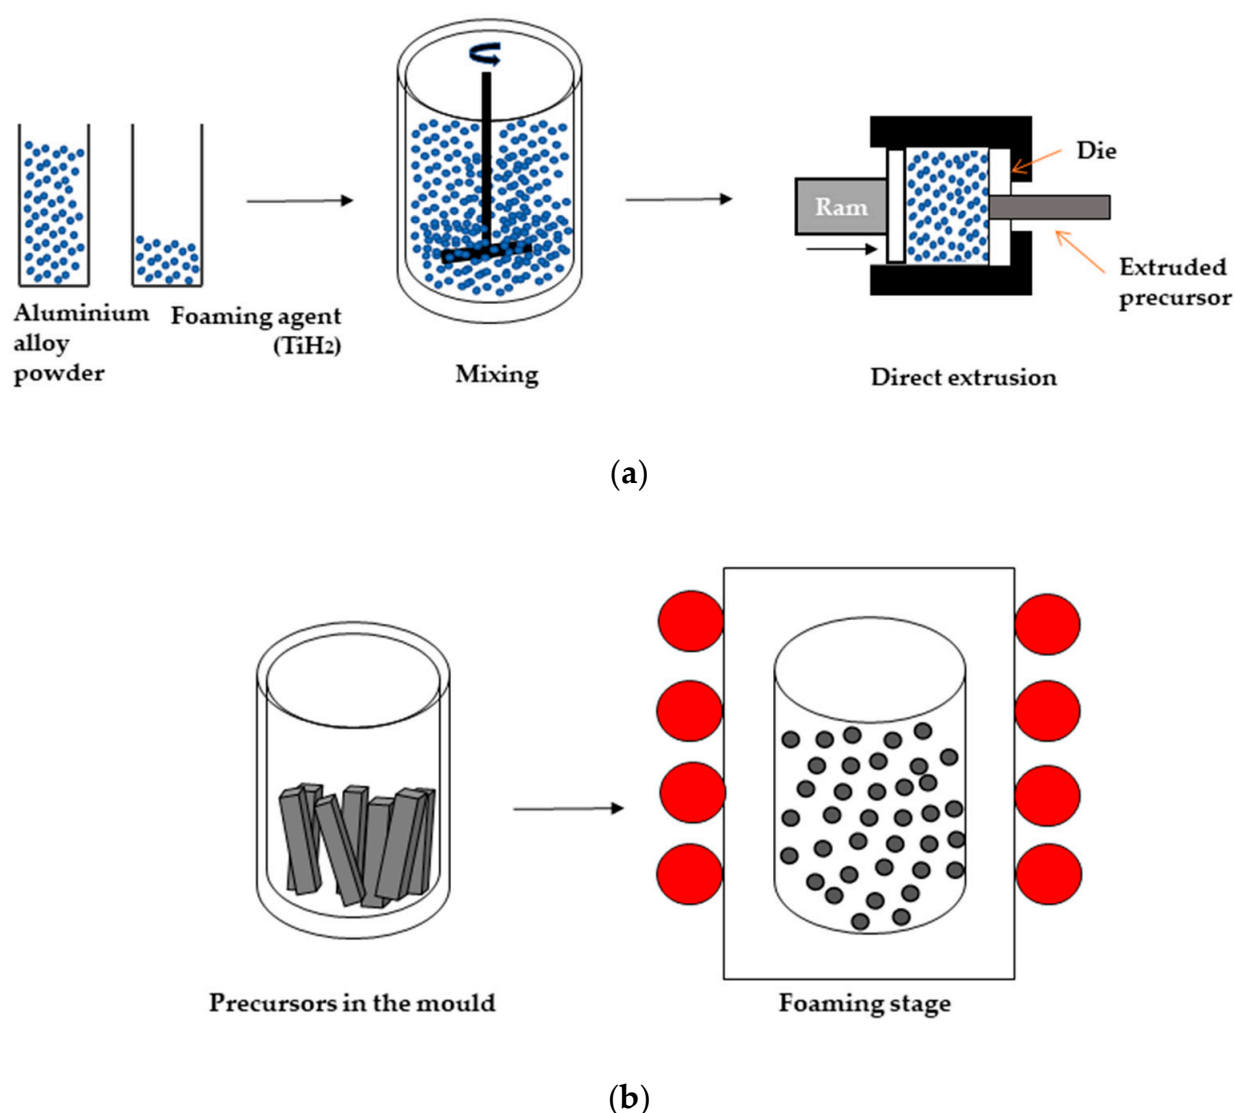 Ram
Die
Extruded
precursor
Aluminium
alloy
powder
Foaming agent
(TiH2)
Mixing
Direct extrusion
(a)
Precursors in the mould
Foaming stage
(b)